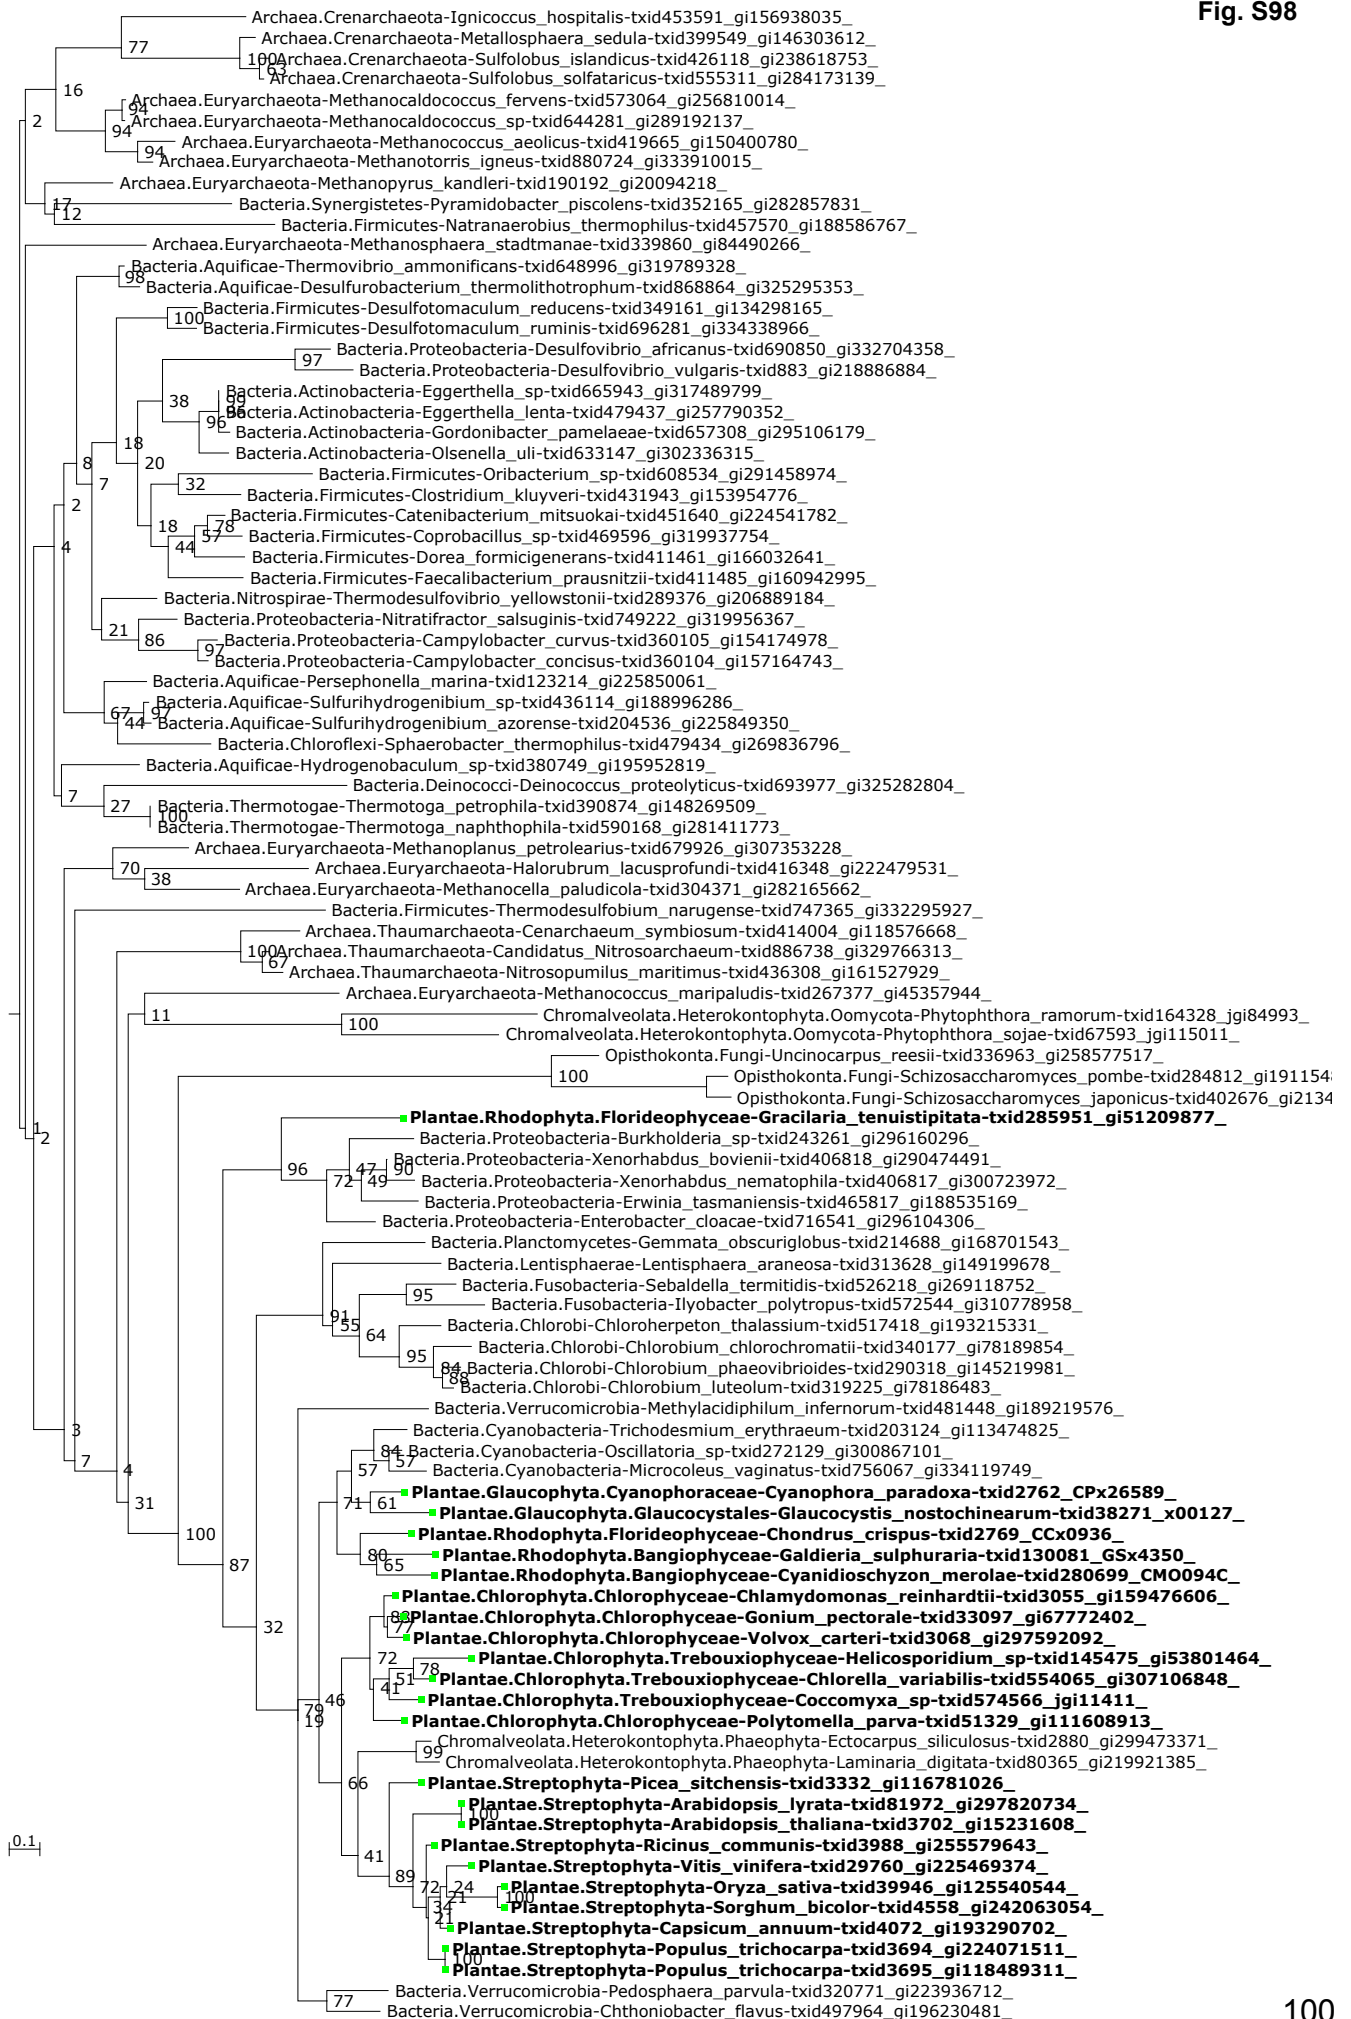 Fig. S98
Archaea.Crenarchaeota-Ignicoccus_hospitalis-txid453591_gi156938035_
77
Archaea.Crenarchaeota-Metallosphaera_sedula-txid399549_gi146303612_
100
Archaea.Crenarchaeota-Sulfolobus_islandicus-txid426118_gi238618753_
63
Archaea.Crenarchaeota-Sulfolobus_solfataricus-txid555311_gi284173139_
16
Archaea.Euryarchaeota-Methanocaldococcus_fervens-txid573064_gi256810014_
94
2
Archaea.Euryarchaeota-Methanocaldococcus_sp-txid644281_gi289192137_
94
Archaea.Euryarchaeota-Methanococcus_aeolicus-txid419665_gi150400780_
94
Archaea.Euryarchaeota-Methanotorris_igneus-txid880724_gi333910015_
Archaea.Euryarchaeota-Methanopyrus_kandleri-txid190192_gi20094218_
17
Bacteria.Synergistetes-Pyramidobacter_piscolens-txid352165_gi282857831_
12
Bacteria.Firmicutes-Natranaerobius_thermophilus-txid457570_gi188586767_
Archaea.Euryarchaeota-Methanosphaera_stadtmanae-txid339860_gi84490266_
Bacteria.Aquificae-Thermovibrio_ammonificans-txid648996_gi319789328_
98
Bacteria.Aquificae-Desulfurobacterium_thermolithotrophum-txid868864_gi325295353_
Bacteria.Firmicutes-Desulfotomaculum_reducens-txid349161_gi134298165_
100
Bacteria.Firmicutes-Desulfotomaculum_ruminis-txid696281_gi334338966_
Bacteria.Proteobacteria-Desulfovibrio_africanus-txid690850_gi332704358_
97
Bacteria.Proteobacteria-Desulfovibrio_vulgaris-txid883_gi218886884_
Bacteria.Actinobacteria-Eggerthella_sp-txid665943_gi317489799_
38
99
Bacteria.Actinobacteria-Eggerthella_lenta-txid479437_gi257790352_
96
Bacteria.Actinobacteria-Gordonibacter_pamelaeae-txid657308_gi295106179_
18
Bacteria.Actinobacteria-Olsenella_uli-txid633147_gi302336315_
8
20
Bacteria.Firmicutes-Oribacterium_sp-txid608534_gi291458974_
7
32
Bacteria.Firmicutes-Clostridium_kluyveri-txid431943_gi153954776_
2
Bacteria.Firmicutes-Catenibacterium_mitsuokai-txid451640_gi224541782_
18
78
57
Bacteria.Firmicutes-Coprobacillus_sp-txid469596_gi319937754_
4
44
Bacteria.Firmicutes-Dorea_formicigenerans-txid411461_gi166032641_
Bacteria.Firmicutes-Faecalibacterium_prausnitzii-txid411485_gi160942995_
Bacteria.Nitrospirae-Thermodesulfovibrio_yellowstonii-txid289376_gi206889184_
Bacteria.Proteobacteria-Nitratifractor_salsuginis-txid749222_gi319956367_
21
86
Bacteria.Proteobacteria-Campylobacter_curvus-txid360105_gi154174978_
97
Bacteria.Proteobacteria-Campylobacter_concisus-txid360104_gi157164743_
Bacteria.Aquificae-Persephonella_marina-txid123214_gi225850061_
Bacteria.Aquificae-Sulfurihydrogenibium_sp-txid436114_gi188996286_
67
97
44
Bacteria.Aquificae-Sulfurihydrogenibium_azorense-txid204536_gi225849350_
Bacteria.Chloroflexi-Sphaerobacter_thermophilus-txid479434_gi269836796_
Bacteria.Aquificae-Hydrogenobaculum_sp-txid380749_gi195952819_
7
Bacteria.Deinococci-Deinococcus_proteolyticus-txid693977_gi325282804_
27
Bacteria.Thermotogae-Thermotoga_petrophila-txid390874_gi148269509_
100
Bacteria.Thermotogae-Thermotoga_naphthophila-txid590168_gi281411773_
Archaea.Euryarchaeota-Methanoplanus_petrolearius-txid679926_gi307353228_
70
Archaea.Euryarchaeota-Halorubrum_lacusprofundi-txid416348_gi222479531_
38
Archaea.Euryarchaeota-Methanocella_paludicola-txid304371_gi282165662_
Bacteria.Firmicutes-Thermodesulfobium_narugense-txid747365_gi332295927_
Archaea.Thaumarchaeota-Cenarchaeum_symbiosum-txid414004_gi118576668_
100
Archaea.Thaumarchaeota-Candidatus_Nitrosoarchaeum-txid886738_gi329766313_
67
Archaea.Thaumarchaeota-Nitrosopumilus_maritimus-txid436308_gi161527929_
Archaea.Euryarchaeota-Methanococcus_maripaludis-txid267377_gi45357944_
11
Chromalveolata.Heterokontophyta.Oomycota-Phytophthora_ramorum-txid164328_jgi84993_
100
Chromalveolata.Heterokontophyta.Oomycota-Phytophthora_sojae-txid67593_jgi115011_
Opisthokonta.Fungi-Uncinocarpus_reesii-txid336963_gi258577517_
100
Opisthokonta.Fungi-Schizosaccharomyces_pombe-txid284812_gi1911548
Opisthokonta.Fungi-Schizosaccharomyces_japonicus-txid402676_gi2134
Plantae.Rhodophyta.Florideophyceae-Gracilaria_tenuistipitata-txid285951_gi51209877_
1
2
Bacteria.Proteobacteria-Burkholderia_sp-txid243261_gi296160296_
Bacteria.Proteobacteria-Xenorhabdus_bovienii-txid406818_gi290474491_
96
47
90
72
49
Bacteria.Proteobacteria-Xenorhabdus_nematophila-txid406817_gi300723972_
Bacteria.Proteobacteria-Erwinia_tasmaniensis-txid465817_gi188535169_
Bacteria.Proteobacteria-Enterobacter_cloacae-txid716541_gi296104306_
Bacteria.Planctomycetes-Gemmata_obscuriglobus-txid214688_gi168701543_
Bacteria.Lentisphaerae-Lentisphaera_araneosa-txid313628_gi149199678_
Bacteria.Fusobacteria-Sebaldella_termitidis-txid526218_gi269118752_
95
Bacteria.Fusobacteria-Ilyobacter_polytropus-txid572544_gi310778958_
91
55
Bacteria.Chlorobi-Chloroherpeton_thalassium-txid517418_gi193215331_
64
Bacteria.Chlorobi-Chlorobium_chlorochromatii-txid340177_gi78189854_
95
84
Bacteria.Chlorobi-Chlorobium_phaeovibrioides-txid290318_gi145219981_
88
Bacteria.Chlorobi-Chlorobium_luteolum-txid319225_gi78186483_
Bacteria.Verrucomicrobia-Methylacidiphilum_infernorum-txid481448_gi189219576_
3
Bacteria.Cyanobacteria-Trichodesmium_erythraeum-txid203124_gi113474825_
84
Bacteria.Cyanobacteria-Oscillatoria_sp-txid272129_gi300867101_
7
57
4
57
Bacteria.Cyanobacteria-Microcoleus_vaginatus-txid756067_gi334119749_
Plantae.Glaucophyta.Cyanophoraceae-Cyanophora_paradoxa-txid2762_CPx26589_
31
71
61
Plantae.Glaucophyta.Glaucocystales-Glaucocystis_nostochinearum-txid38271_x00127_
100
Plantae.Rhodophyta.Florideophyceae-Chondrus_crispus-txid2769_CCx0936_
80
Plantae.Rhodophyta.Bangiophyceae-Galdieria_sulphuraria-txid130081_GSx4350_
87
65
Plantae.Rhodophyta.Bangiophyceae-Cyanidioschyzon_merolae-txid280699_CMO094C_
Plantae.Chlorophyta.Chlorophyceae-Chlamydomonas_reinhardtii-txid3055_gi159476606_
Plantae.Chlorophyta.Chlorophyceae-Gonium_pectorale-txid33097_gi67772402_
32
77
Plantae.Chlorophyta.Chlorophyceae-Volvox_carteri-txid3068_gi297592092_
72
Plantae.Chlorophyta.Trebouxiophyceae-Helicosporidium_sp-txid145475_gi53801464_
78
51
Plantae.Chlorophyta.Trebouxiophyceae-Chlorella_variabilis-txid554065_gi307106848_
41
46
Plantae.Chlorophyta.Trebouxiophyceae-Coccomyxa_sp-txid574566_jgi11411_
79
19
Plantae.Chlorophyta.Chlorophyceae-Polytomella_parva-txid51329_gi111608913_
Chromalveolata.Heterokontophyta.Phaeophyta-Ectocarpus_siliculosus-txid2880_gi299473371_
99
Chromalveolata.Heterokontophyta.Phaeophyta-Laminaria_digitata-txid80365_gi219921385_
66
Plantae.Streptophyta-Picea_sitchensis-txid3332_gi116781026_
Plantae.Streptophyta-Arabidopsis_lyrata-txid81972_gi297820734_
100
Plantae.Streptophyta-Arabidopsis_thaliana-txid3702_gi15231608_
0.1
Plantae.Streptophyta-Ricinus_communis-txid3988_gi255579643_
41
Plantae.Streptophyta-Vitis_vinifera-txid29760_gi225469374_
89
72
24
Plantae.Streptophyta-Oryza_sativa-txid39946_gi125540544_
21
100
34
Plantae.Streptophyta-Sorghum_bicolor-txid4558_gi242063054_
21
Plantae.Streptophyta-Capsicum_annuum-txid4072_gi193290702_
Plantae.Streptophyta-Populus_trichocarpa-txid3694_gi224071511_
100
Plantae.Streptophyta-Populus_trichocarpa-txid3695_gi118489311_
Bacteria.Verrucomicrobia-Pedosphaera_parvula-txid320771_gi223936712_
77
Bacteria.Verrucomicrobia-Chthoniobacter_flavus-txid497964_gi196230481_
100